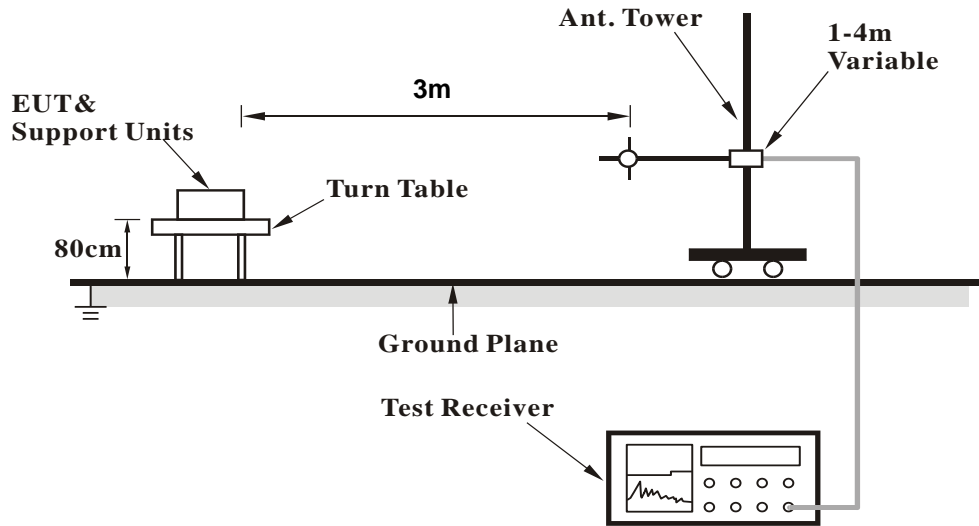 Ant. Tower
1-4m
Variable
3m
EUT&
Support Units
Turn Table
80cm
Ground Plane
Test Receiver